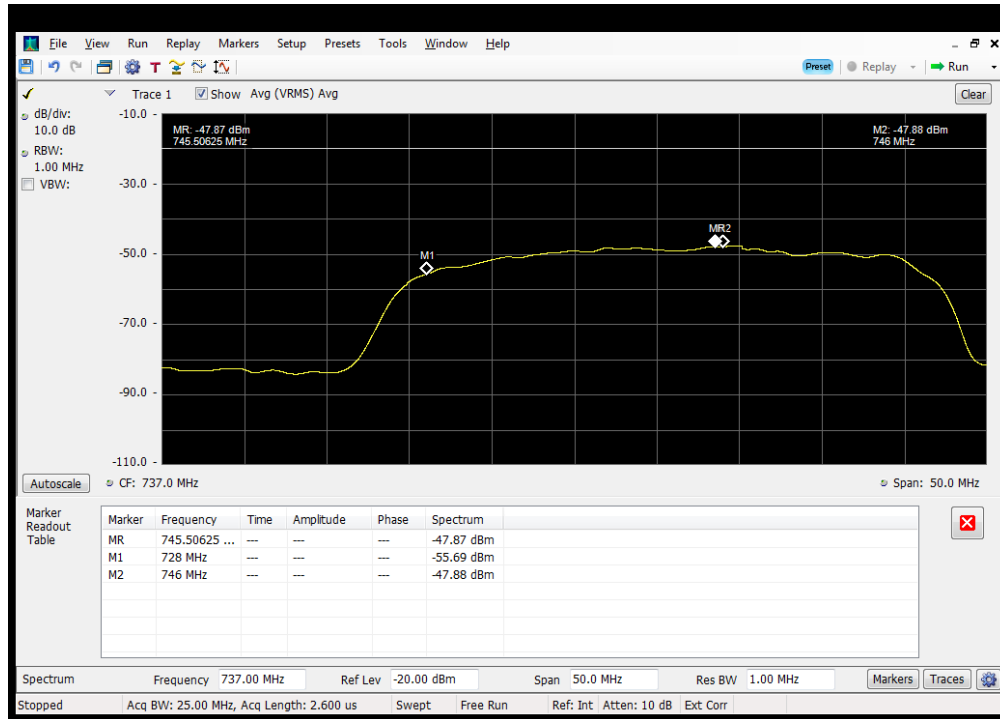 File View Run Replay Markers Setup Presets Tools Window Help
T Preset Replay Run
Trace 1 Show Avg (VRMS) Avg Clear
dB/div:
10.0 dB
RBW:
1.00 MHz
VBW:
-10.0
-30.0
-50.0
-70.0
-90.0
-110.0
MR: -47.87 dBm
745.50625 MHz
M2: -47.88 dBm
746 MHz
M1
MR2
Autoscale CF: 737.0 MHz Span: 50.0 MHz
Marker
Readout
Table
Marker Frequency Time Amplitude Phase Spectrum
MR 745.50625 ... --- --- --- -47.87 dBm
M1 728 MHz --- --- --- -55.69 dBm
M2 746 MHz --- --- --- -47.88 dBm
Spectrum Frequency 737.00 MHz Ref Lev -20.00 dBm Span 50.0 MHz Res BW 1.00 MHz Markers Traces
Stopped Acq BW: 25.00 MHz, Acq Length: 2.600 us Swept Free Run Ref: Int Atten: 10 dB Ext Corr